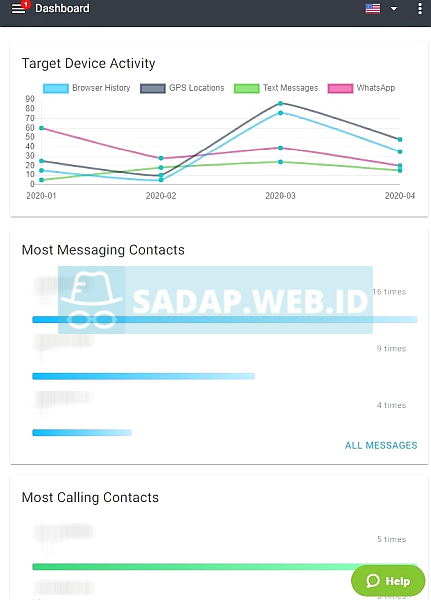 1
Dashboard
Target Device Activity
Browser History GPS Locations Text Messages WhatsApp
90
80
70
60
50
40
30
20
10
0
2020-01 2020-02 2020-03 2020-04
Most Messaging Contacts
16 times
SADAP.WEB.ID
9 times
4 times
ALL MESSAGES
Most Calling Contacts
5 times
Help